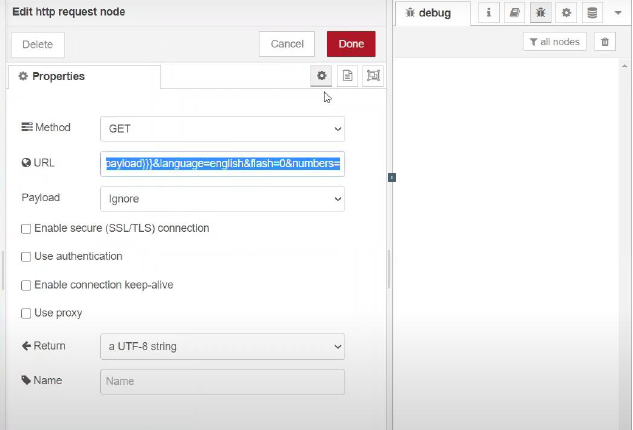 Edit http request node
Delete
Cancel
Done
Properties
Method
GET
URL
payload}}}&language=english&flash=0&numbers=
Payload
Ignore
Enable secure (SSL/TLS) connection
Use authentication
Enable connection keep-alive
Use proxy
Return
a UTF-8 string
Name
Name
debug
i
all nodes